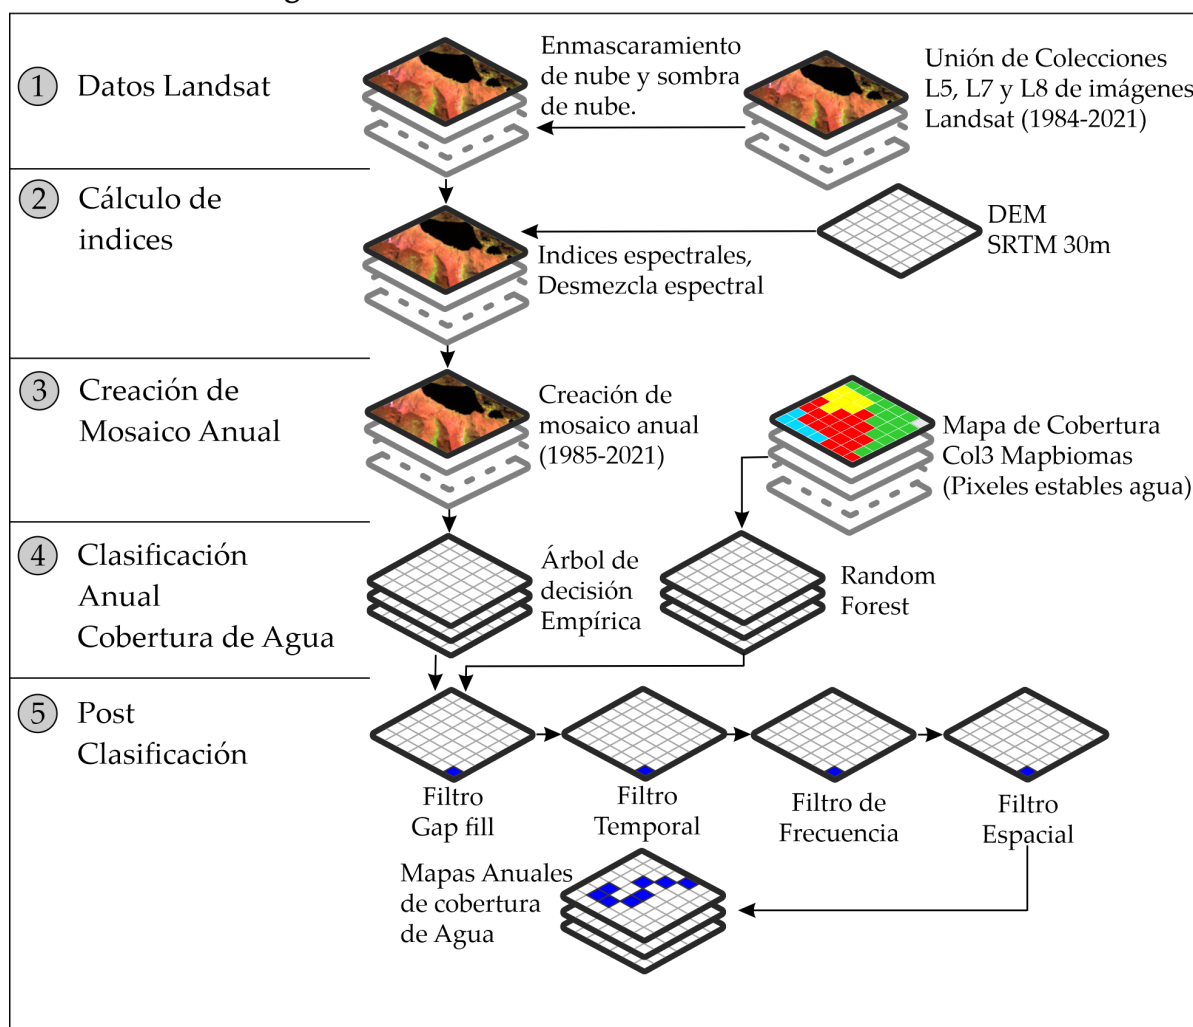 1
Datos Landsat
Enmascaramiento
de nube y sombra
de nube.
Unión de Colecciones
L5, L7 y L8 de imágenes
Landsat (1984-2021)
2
Cálculo de
indices
Indices espectrales,
Desmezcla espectral
DEM
SRTM 30m
3
Creación de
Mosaico Anual
Creación de
mosaico anual
(1985-2021)
Mapa de Cobertura
Col3 Mapbiomas
(Pixeles estables agua)
4
Clasificación
Anual
Cobertura de Agua
Árbol de
decisión
Empírica
Random
Forest
5
Post
Clasificación
Filtro
Gap fill
Filtro
Temporal
Filtro de
Frecuencia
Filtro
Espacial
Mapas Anuales
de cobertura
de Agua